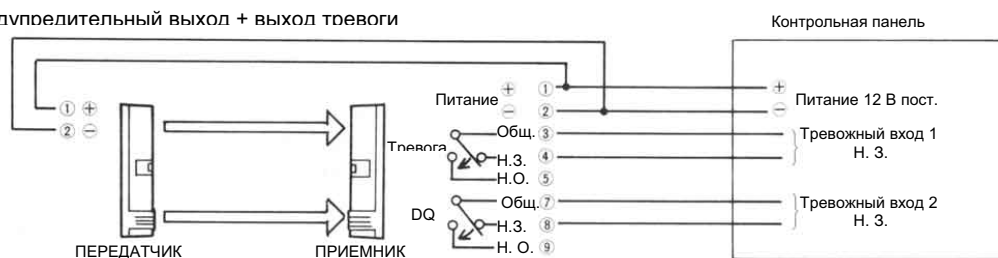 дупредительный выход + выход тревоги
Контрольная панель
① ⊕
② ⊖
Питание ⊕ ①
⊖ ②
⊕ Питание 12 В пост.
⊖
Тревога
Общ. ③
Н.З. ④
Н.О. ⑤
Тревожный вход 1
Н. З.
DQ
Общ. ⑦
Н.З. ⑧
Н. О. ⑨
Тревожный вход 2
Н. З.
ПЕРЕДАТЧИК
ПРИЕМНИК